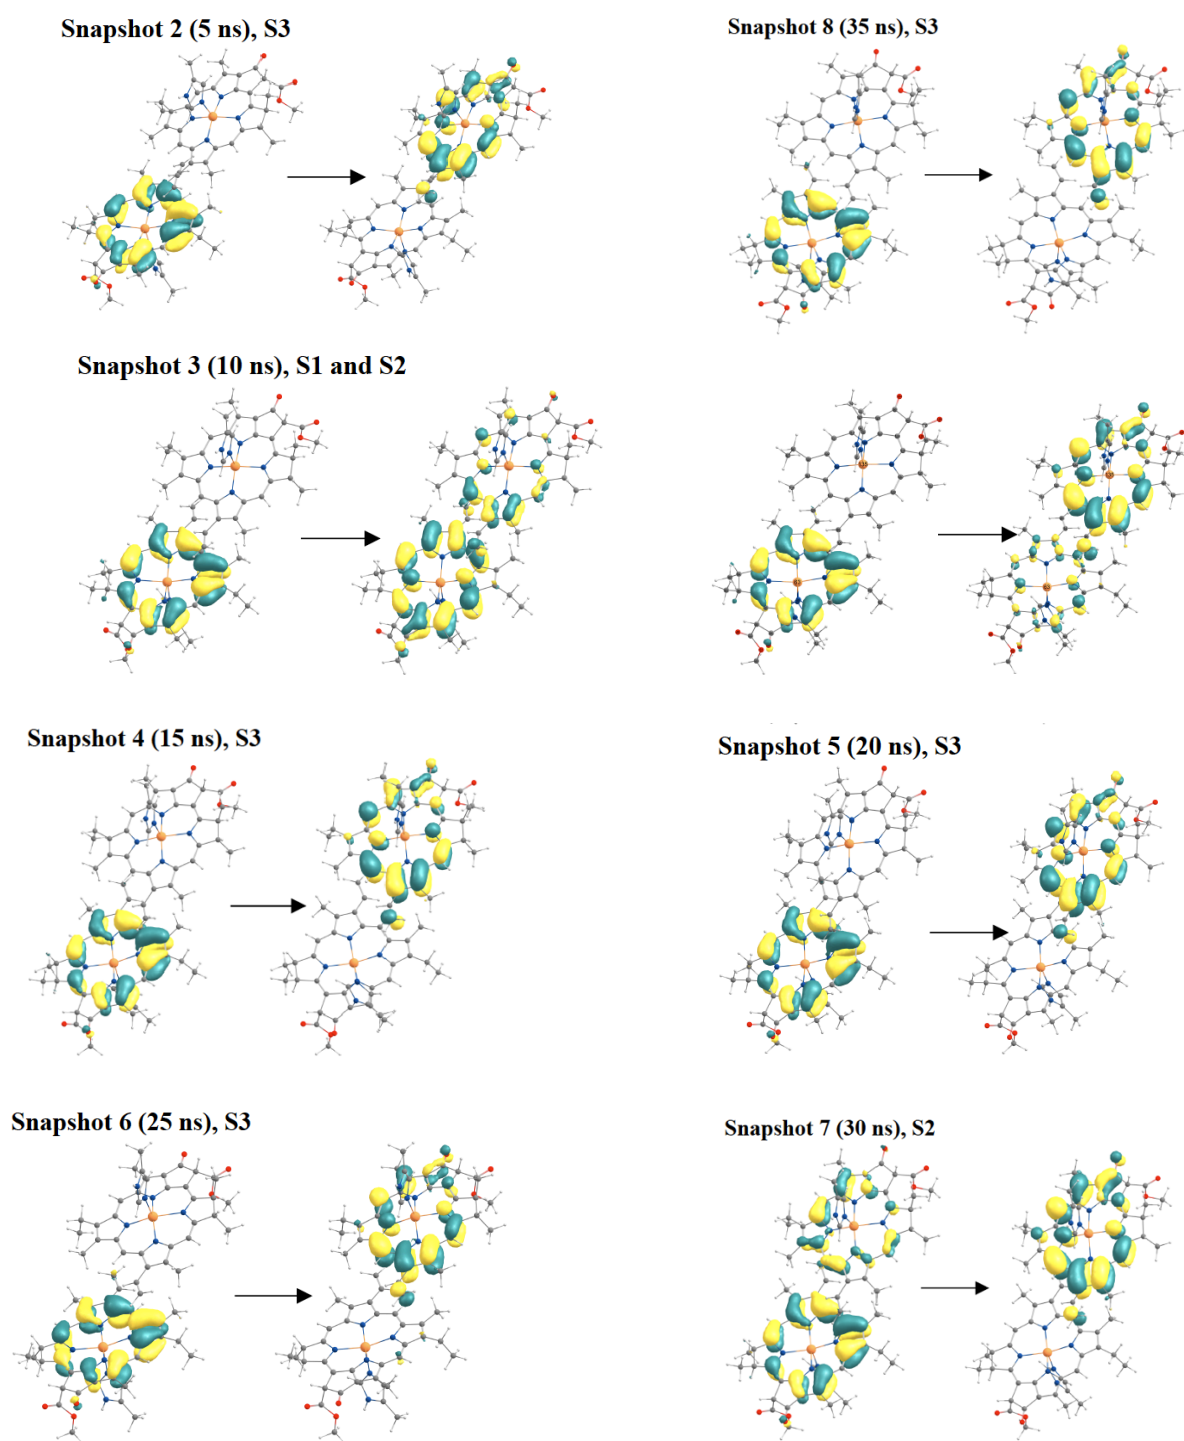 Snapshot 2 (5 ns), S3
Snapshot 8 (35 ns), S3
Snapshot 3 (10 ns), S1 and S2
Snapshot 4 (15 ns), S3
Snapshot 5 (20 ns), S3
Snapshot 6 (25 ns), S3
Snapshot 7 (30 ns), S2